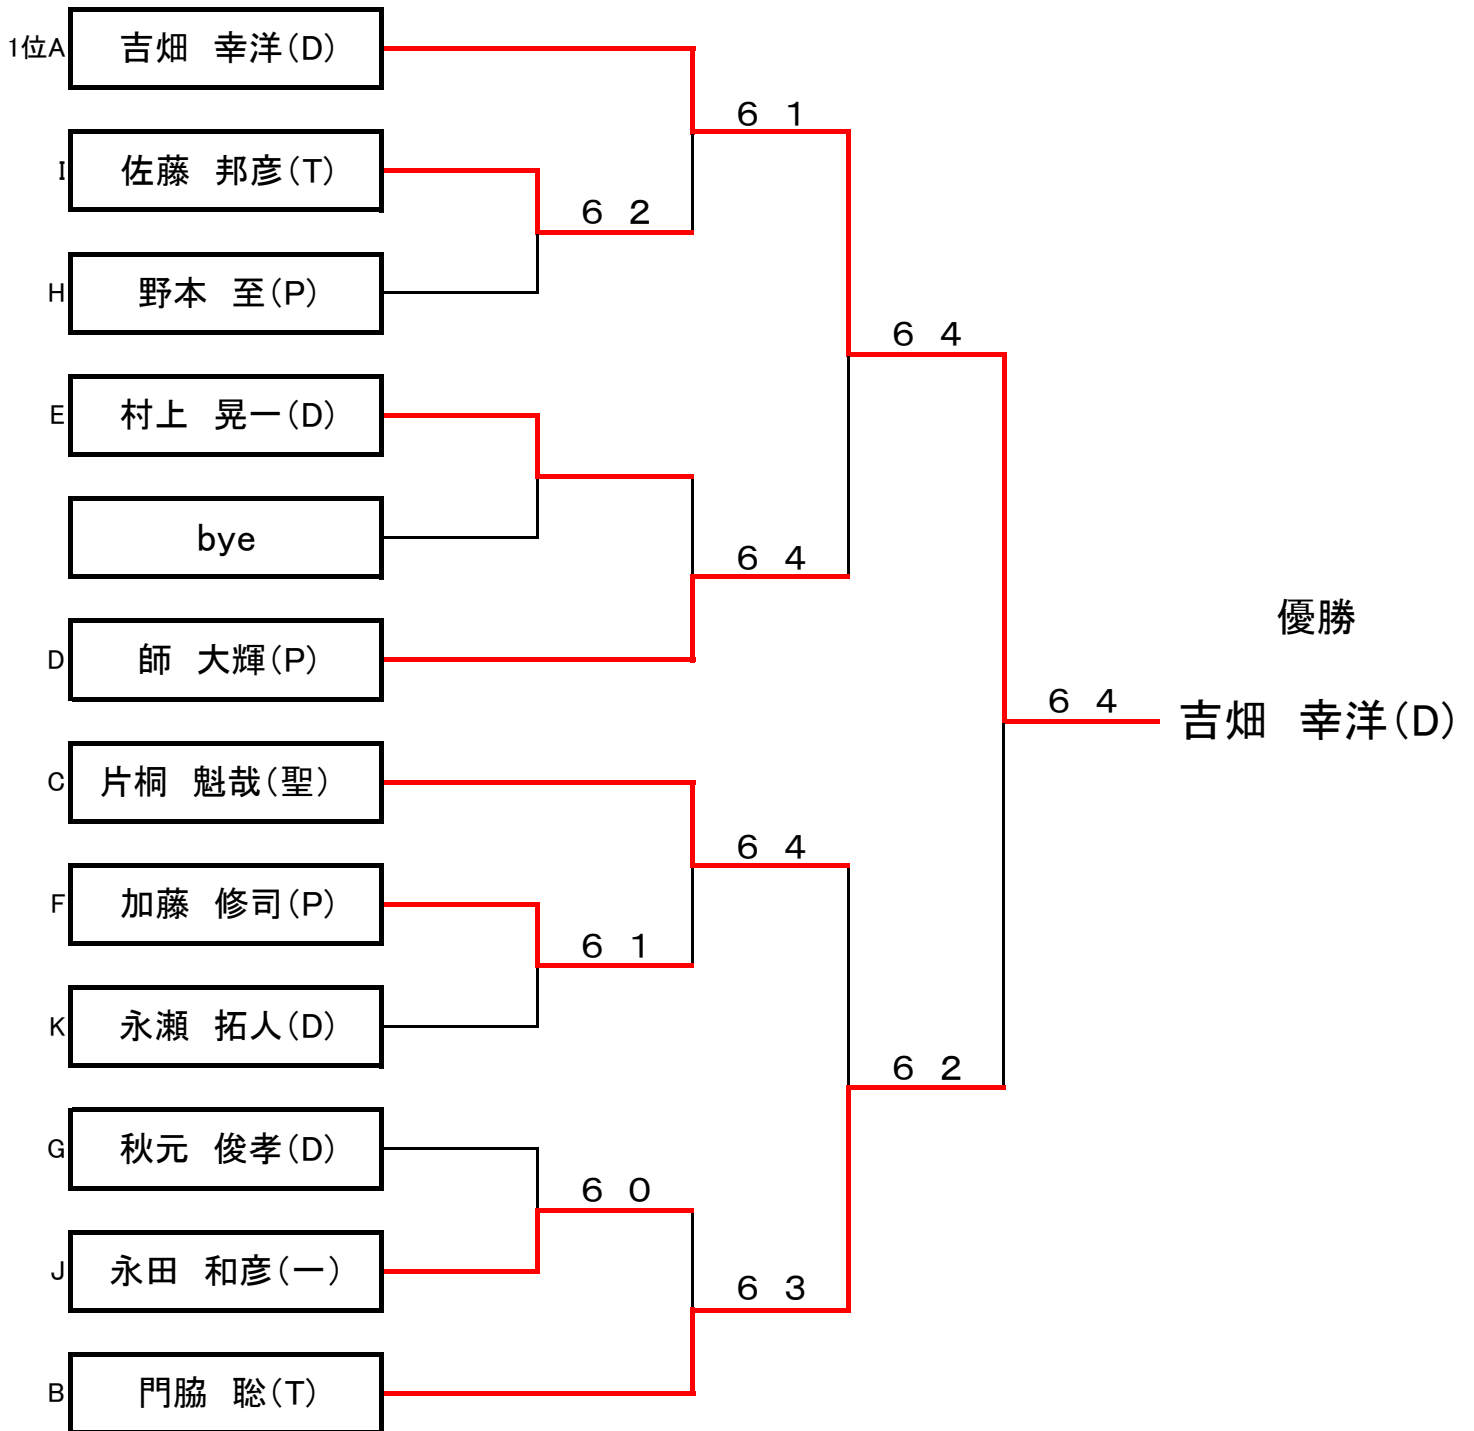 1位A 吉畑 幸洋(D)
6 1
I 佐藤 邦彦(T)
6 2
H 野本 至(P)
6 4
E 村上 晃一(D)
bye
6 4
優勝
D 師 大輝(P)
6 4 吉畑 幸洋(D)
C 片桐 魁哉(聖)
6 4
F 加藤 修司(P)
6 1
K 永瀬 拓人(D)
6 2
G 秋元 俊孝(D)
6 0
J 永田 和彦(一)
6 3
B 門脇 聡(T)